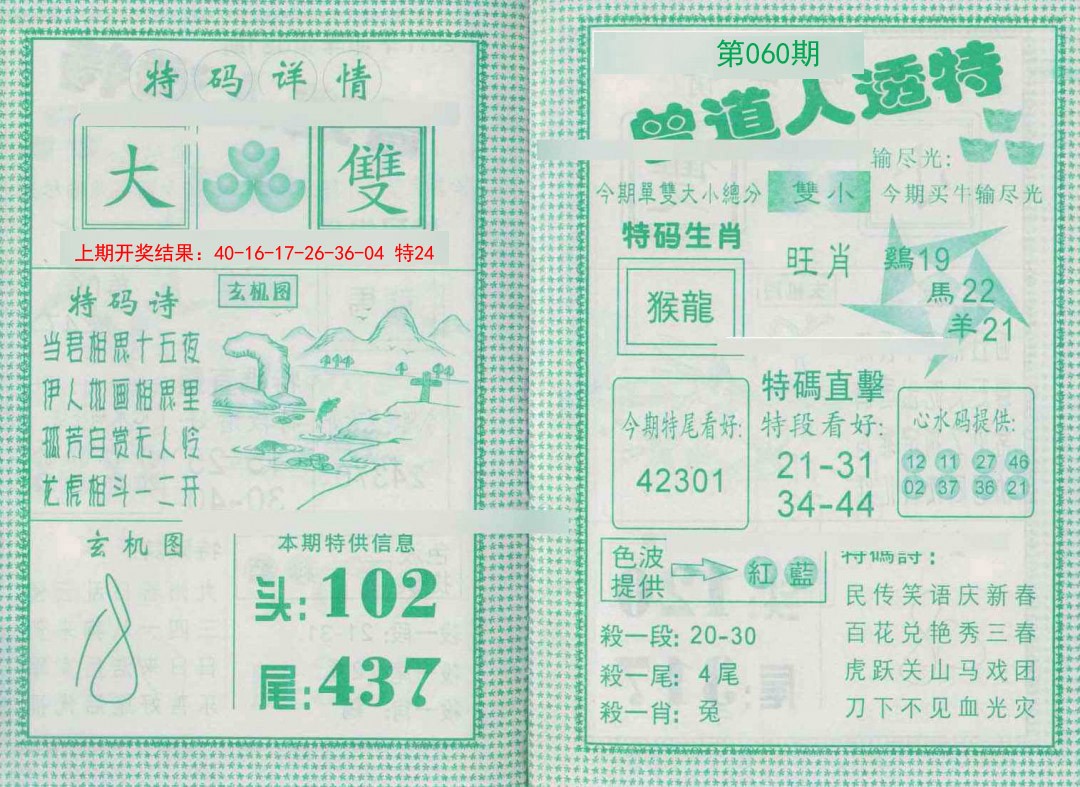 特码详情
大 雙
上期开奖结果：40-16-17-26-36-04 特24
特码诗
当君相思十五夜
伊人如画相思里
孤芳自赏无人怜
龙虎相斗一二开
玄机图
玄机图
本期特供信息
头:102
尾:437
第060期
曾道人透特
输尽光:
今期單雙大小總分 雙小 今期买牛输尽光
特码生肖
猴龍
旺肖 鷄19
馬22
羊21
今期特尾看好:
42301
特碼直擊
特段看好:
21-31
34-44
心水码提供:
12 11 27 46
02 37 36 21
色波提供 紅藍
殺一段: 20-30
殺一尾: 4尾
殺一肖: 兔
特碼詩:
民传笑语庆新春
百花兑艳秀三春
虎跃关山马戏团
刀下不见血光灾